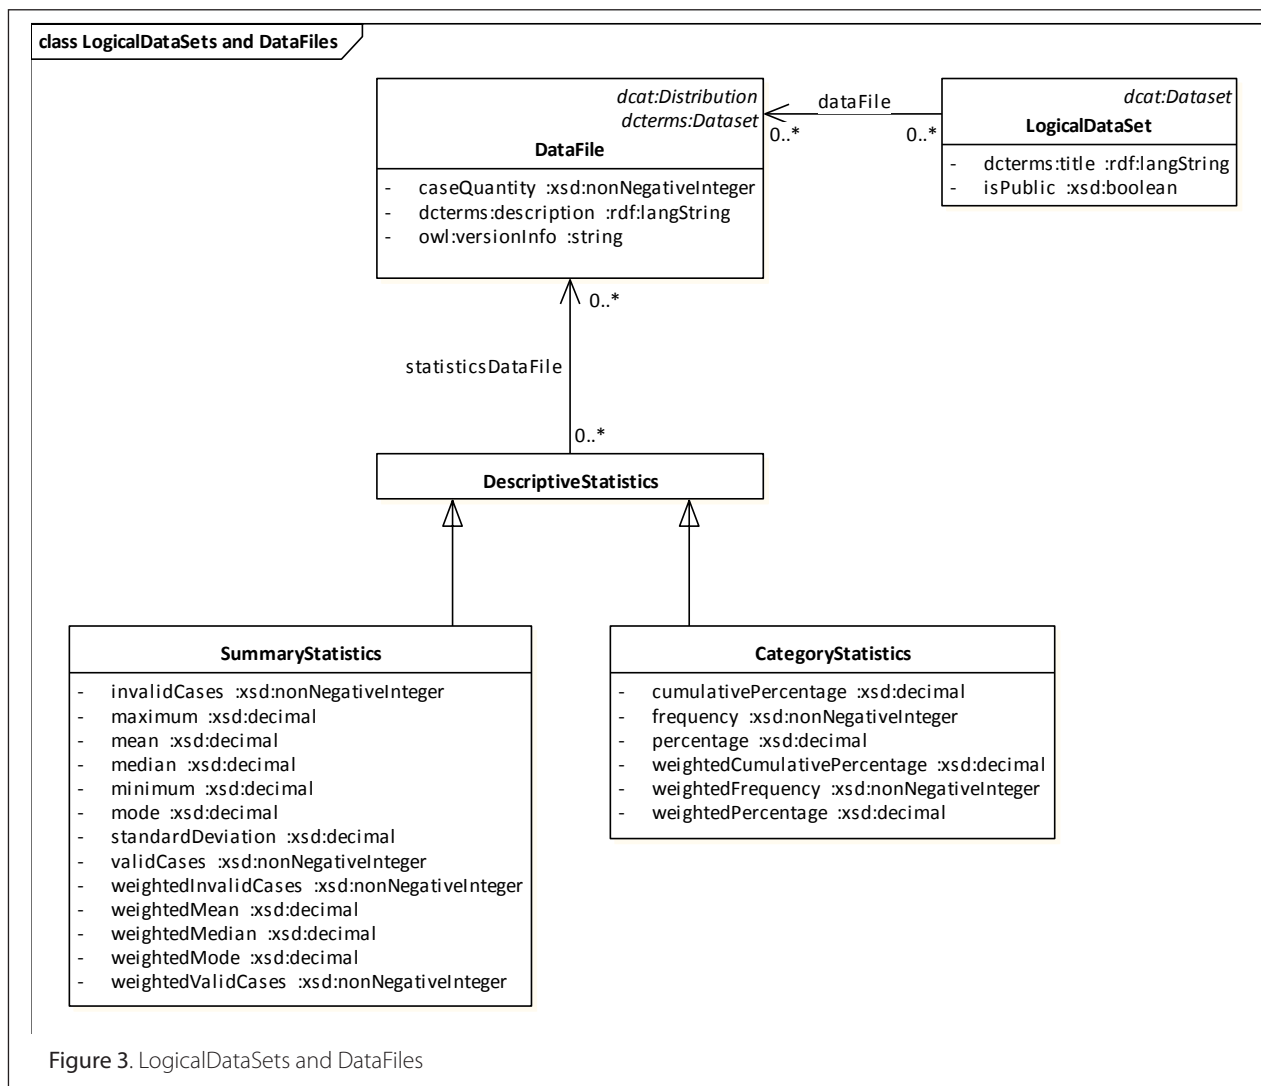 class LogicalDataSets and DataFiles
dcat:Distribution
dcterms:Dataset
DataFile
- caseQuantity :xsd:nonNegativeInteger
- dcterms:description :rdf:langString
- owl:versionInfo :string
dataFile
0..*
0..*
dcat:Dataset
LogicalDataSet
- dcterms:title :rdf:langString
- isPublic :xsd:boolean
0..*
statisticsDataFile
0..*
DescriptiveStatistics
SummaryStatistics
- invalidCases :xsd:nonNegativeInteger
- maximum :xsd:decimal
- mean :xsd:decimal
- median :xsd:decimal
- minimum :xsd:decimal
- mode :xsd:decimal
- standardDeviation :xsd:decimal
- validCases :xsd:nonNegativeInteger
- weightedInvalidCases :xsd:nonNegativeInteger
- weightedMean :xsd:decimal
- weightedMedian :xsd:decimal
- weightedMode :xsd:decimal
- weightedValidCases :xsd:nonNegativeInteger
CategoryStatistics
- cumulativePercentage :xsd:decimal
- frequency :xsd:nonNegativeInteger
- percentage :xsd:decimal
- weightedCumulativePercentage :xsd:decimal
- weightedFrequency :xsd:nonNegativeInteger
- weightedPercentage :xsd:decimal
Figure 3. LogicalDataSets and DataFiles